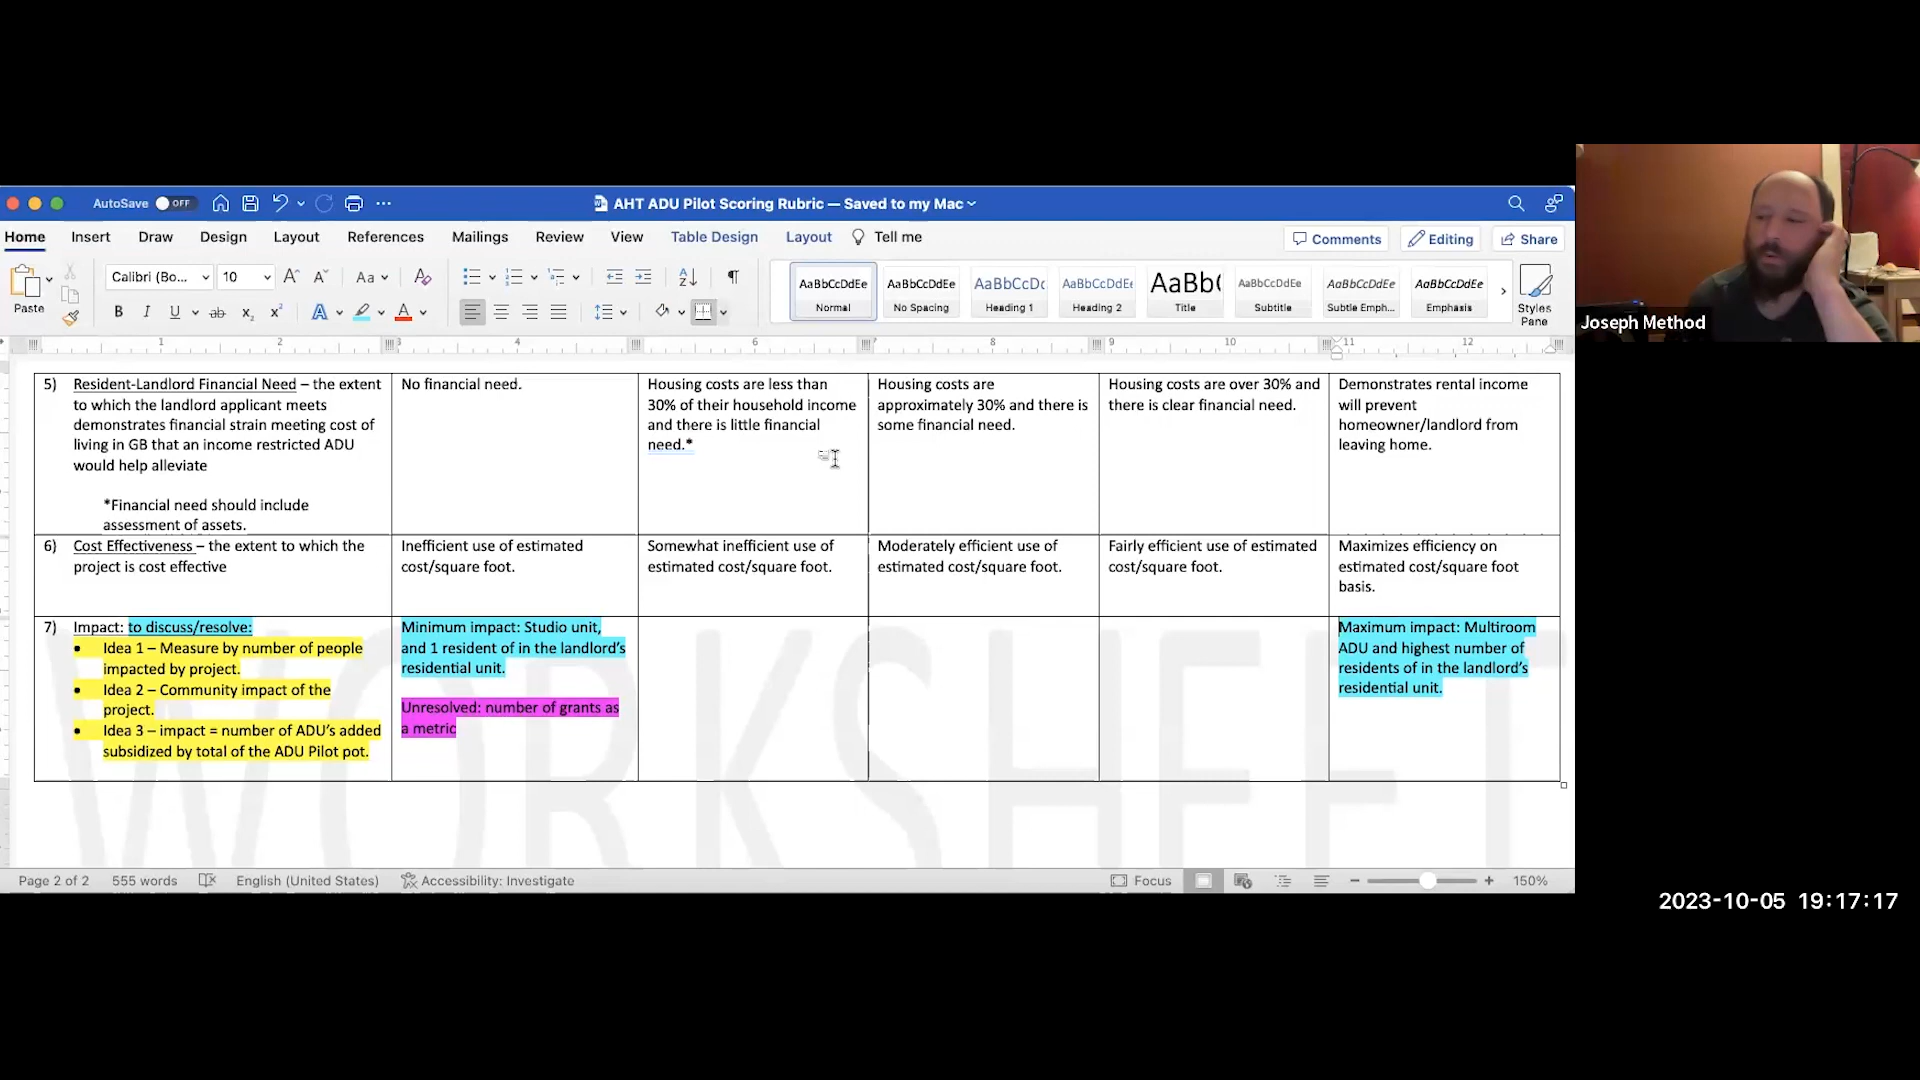 AutoSave OFF
AHT ADU Pilot Scoring Rubric — Saved to my Mac
Home Insert Draw Design Layout References Mailings Review View Table Design Layout Tell me
Comments Editing Share
Paste
Calibri (Bo... 10
AaBbCcDdEe AaBbCcDdEe AaBbCcDc AaBbCcDdEe AaBb( AaBbCcDdEe AaBbCcDdEe AaBbCcDdEe
Normal No Spacing Heading 1 Heading 2 Title Subtitle Subtle Emph... Emphasis
Styles
Pane
1 2 3 4 6 7 8 9 10 11 12
5) Resident-Landlord Financial Need – the extent
to which the landlord applicant meets
demonstrates financial strain meeting cost of
living in GB that an income restricted ADU
would help alleviate
*Financial need should include
assessment of assets.
No financial need.
Housing costs are less than
30% of their household income
and there is little financial
need.*
Housing costs are
approximately 30% and there is
some financial need.
Housing costs are over 30% and
there is clear financial need.
Demonstrates rental income
will prevent
homeowner/landlord from
leaving home.
6) Cost Effectiveness – the extent to which the
project is cost effective
Inefficient use of estimated
cost/square foot.
Somewhat inefficient use of
estimated cost/square foot.
Moderately efficient use of
estimated cost/square foot.
Fairly efficient use of estimated
cost/square foot.
Maximizes efficiency on
estimated cost/square foot
basis.
7) Impact: to discuss/resolve:
• Idea 1 – Measure by number of people
impacted by project.
• Idea 2 – Community impact of the
project.
• Idea 3 – impact = number of ADU's added
subsidized by total of the ADU Pilot pot.
Minimum impact: Studio unit,
and 1 resident of in the landlord's
residential unit.
Unresolved: number of grants as
a metric
Maximum impact: Multiroom
ADU and highest number of
residents of in the landlord's
residential unit.
WORKSHEET
Page 2 of 2 555 words English (United States) Accessibility: Investigate Focus 150%
Joseph Method
2023-10-05 19:17:17